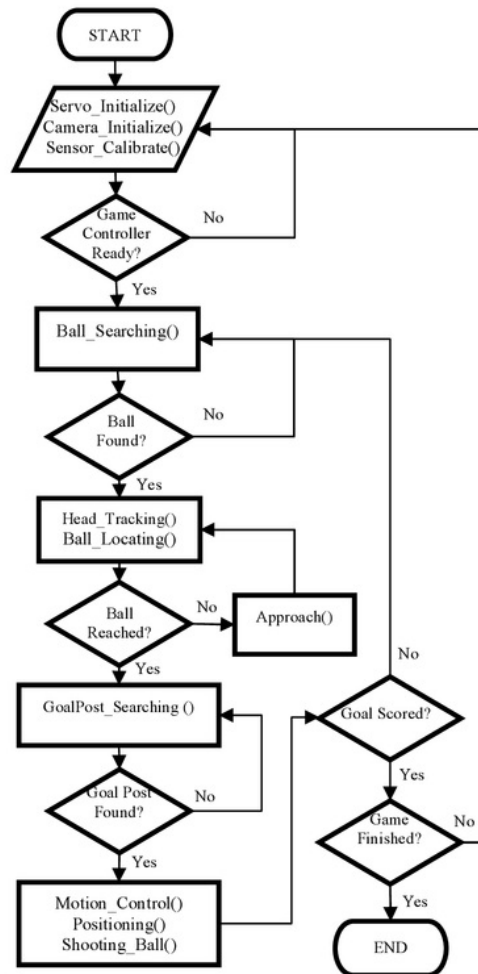 START
Servo_Initialize()
Camera_Initialize()
Sensor_Calibrate()
Game
Controller
Ready?
No
Yes
Ball_Searching()
Ball
Found?
No
Yes
Head_Tracking()
Ball_Locating()
Ball
Reached?
No
Approach()
Yes
GoalPost_Searching ()
Goal Post
Found?
No
Yes
Motion_Control()
Positioning()
Shooting_Ball()
No
Goal Scored?
Yes
Game
Finished?
No
Yes
END